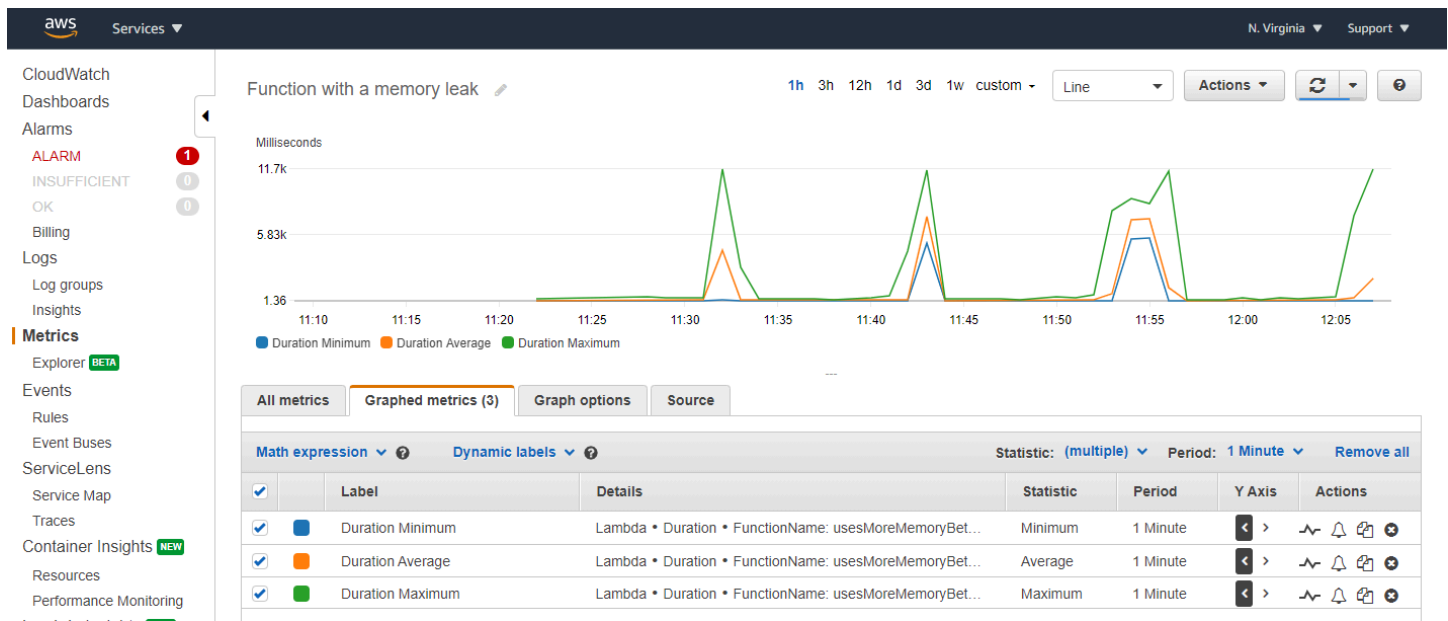 aws Services N. Virginia Support
CloudWatch
Dashboards
Alarms
ALARM 1
INSUFFICIENT 0
OK 0
Billing
Logs
Log groups
Insights
Metrics
Explorer BETA
Events
Rules
Event Buses
ServiceLens
Service Map
Traces
Container Insights NEW
Resources
Performance Monitoring
Function with a memory leak 1h 3h 12h 1d 3d 1w custom Line Actions
Milliseconds
11.7k
5.83k
1.36
11:10 11:15 11:20 11:25 11:30 11:35 11:40 11:45 11:50 11:55 12:00 12:05
Duration Minimum Duration Average Duration Maximum
All metrics Graphed metrics (3) Graph options Source
Math expression Dynamic labels Statistic: (multiple) Period: 1 Minute Remove all
Label Details Statistic Period Y Axis Actions
Duration Minimum Lambda • Duration • FunctionName: usesMoreMemoryBet... Minimum 1 Minute < >
Duration Average Lambda • Duration • FunctionName: usesMoreMemoryBet... Average 1 Minute < >
Duration Maximum Lambda • Duration • FunctionName: usesMoreMemoryBet... Maximum 1 Minute < >